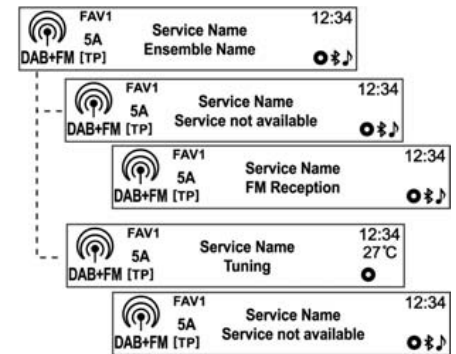 FAV1 12:34
5A Service Name
Ensemble Name
DAB+FM [TP]
FAV1 12:34
5A Service Name
Service not available
DAB+FM [TP]
FAV1 12:34
5A Service Name
FM Reception
DAB+FM [TP]
FAV1 12:34
5A Service Name 27℃
Tuning
DAB+FM [TP]
FAV1 12:34
5A Service Name
Service not available
DAB+FM [TP]